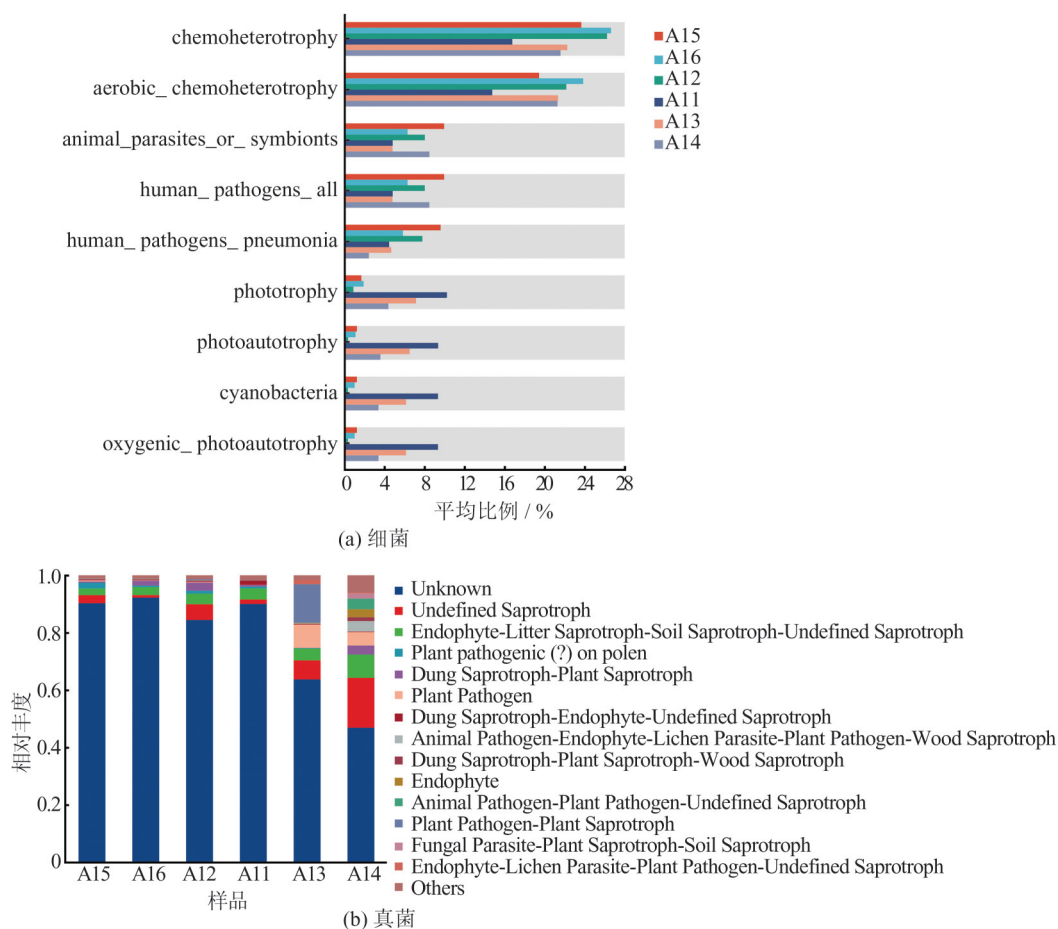 chemoheterotrophy
aerobic_ chemoheterotrophy
animal_parasites_or_ symbionts
human_ pathogens_ all
human_ pathogens_ pneumonia
phototrophy
photoautotrophy
cyanobacteria
oxygenic_ photoautotrophy
A15
A16
A12
A11
A13
A14
0 4 8 12 16 20 24 28
平均比例 / %
(a) 细菌
1.0
0.8
0.6
0.4
0.2
0
相对丰度
A15 A16 A12 A11 A13 A14
样品
Unknown
Undefined Saprotroph
Endophyte-Litter Saprotroph-Soil Saprotroph-Undefined Saprotroph
Plant pathogenic (?) on polen
Dung Saprotroph-Plant Saprotroph
Plant Pathogen
Dung Saprotroph-Endophyte-Undefined Saprotroph
Animal Pathogen-Endophyte-Lichen Parasite-Plant Pathogen-Wood Saprotroph
Dung Saprotroph-Plant Saprotroph-Wood Saprotroph
Endophyte
Animal Pathogen-Plant Pathogen-Undefined Saprotroph
Plant Pathogen-Plant Saprotroph
Fungal Parasite-Plant Saprotroph-Soil Saprotroph
Endophyte-Lichen Parasite-Plant Pathogen-Undefined Saprotroph
Others
(b) 真菌